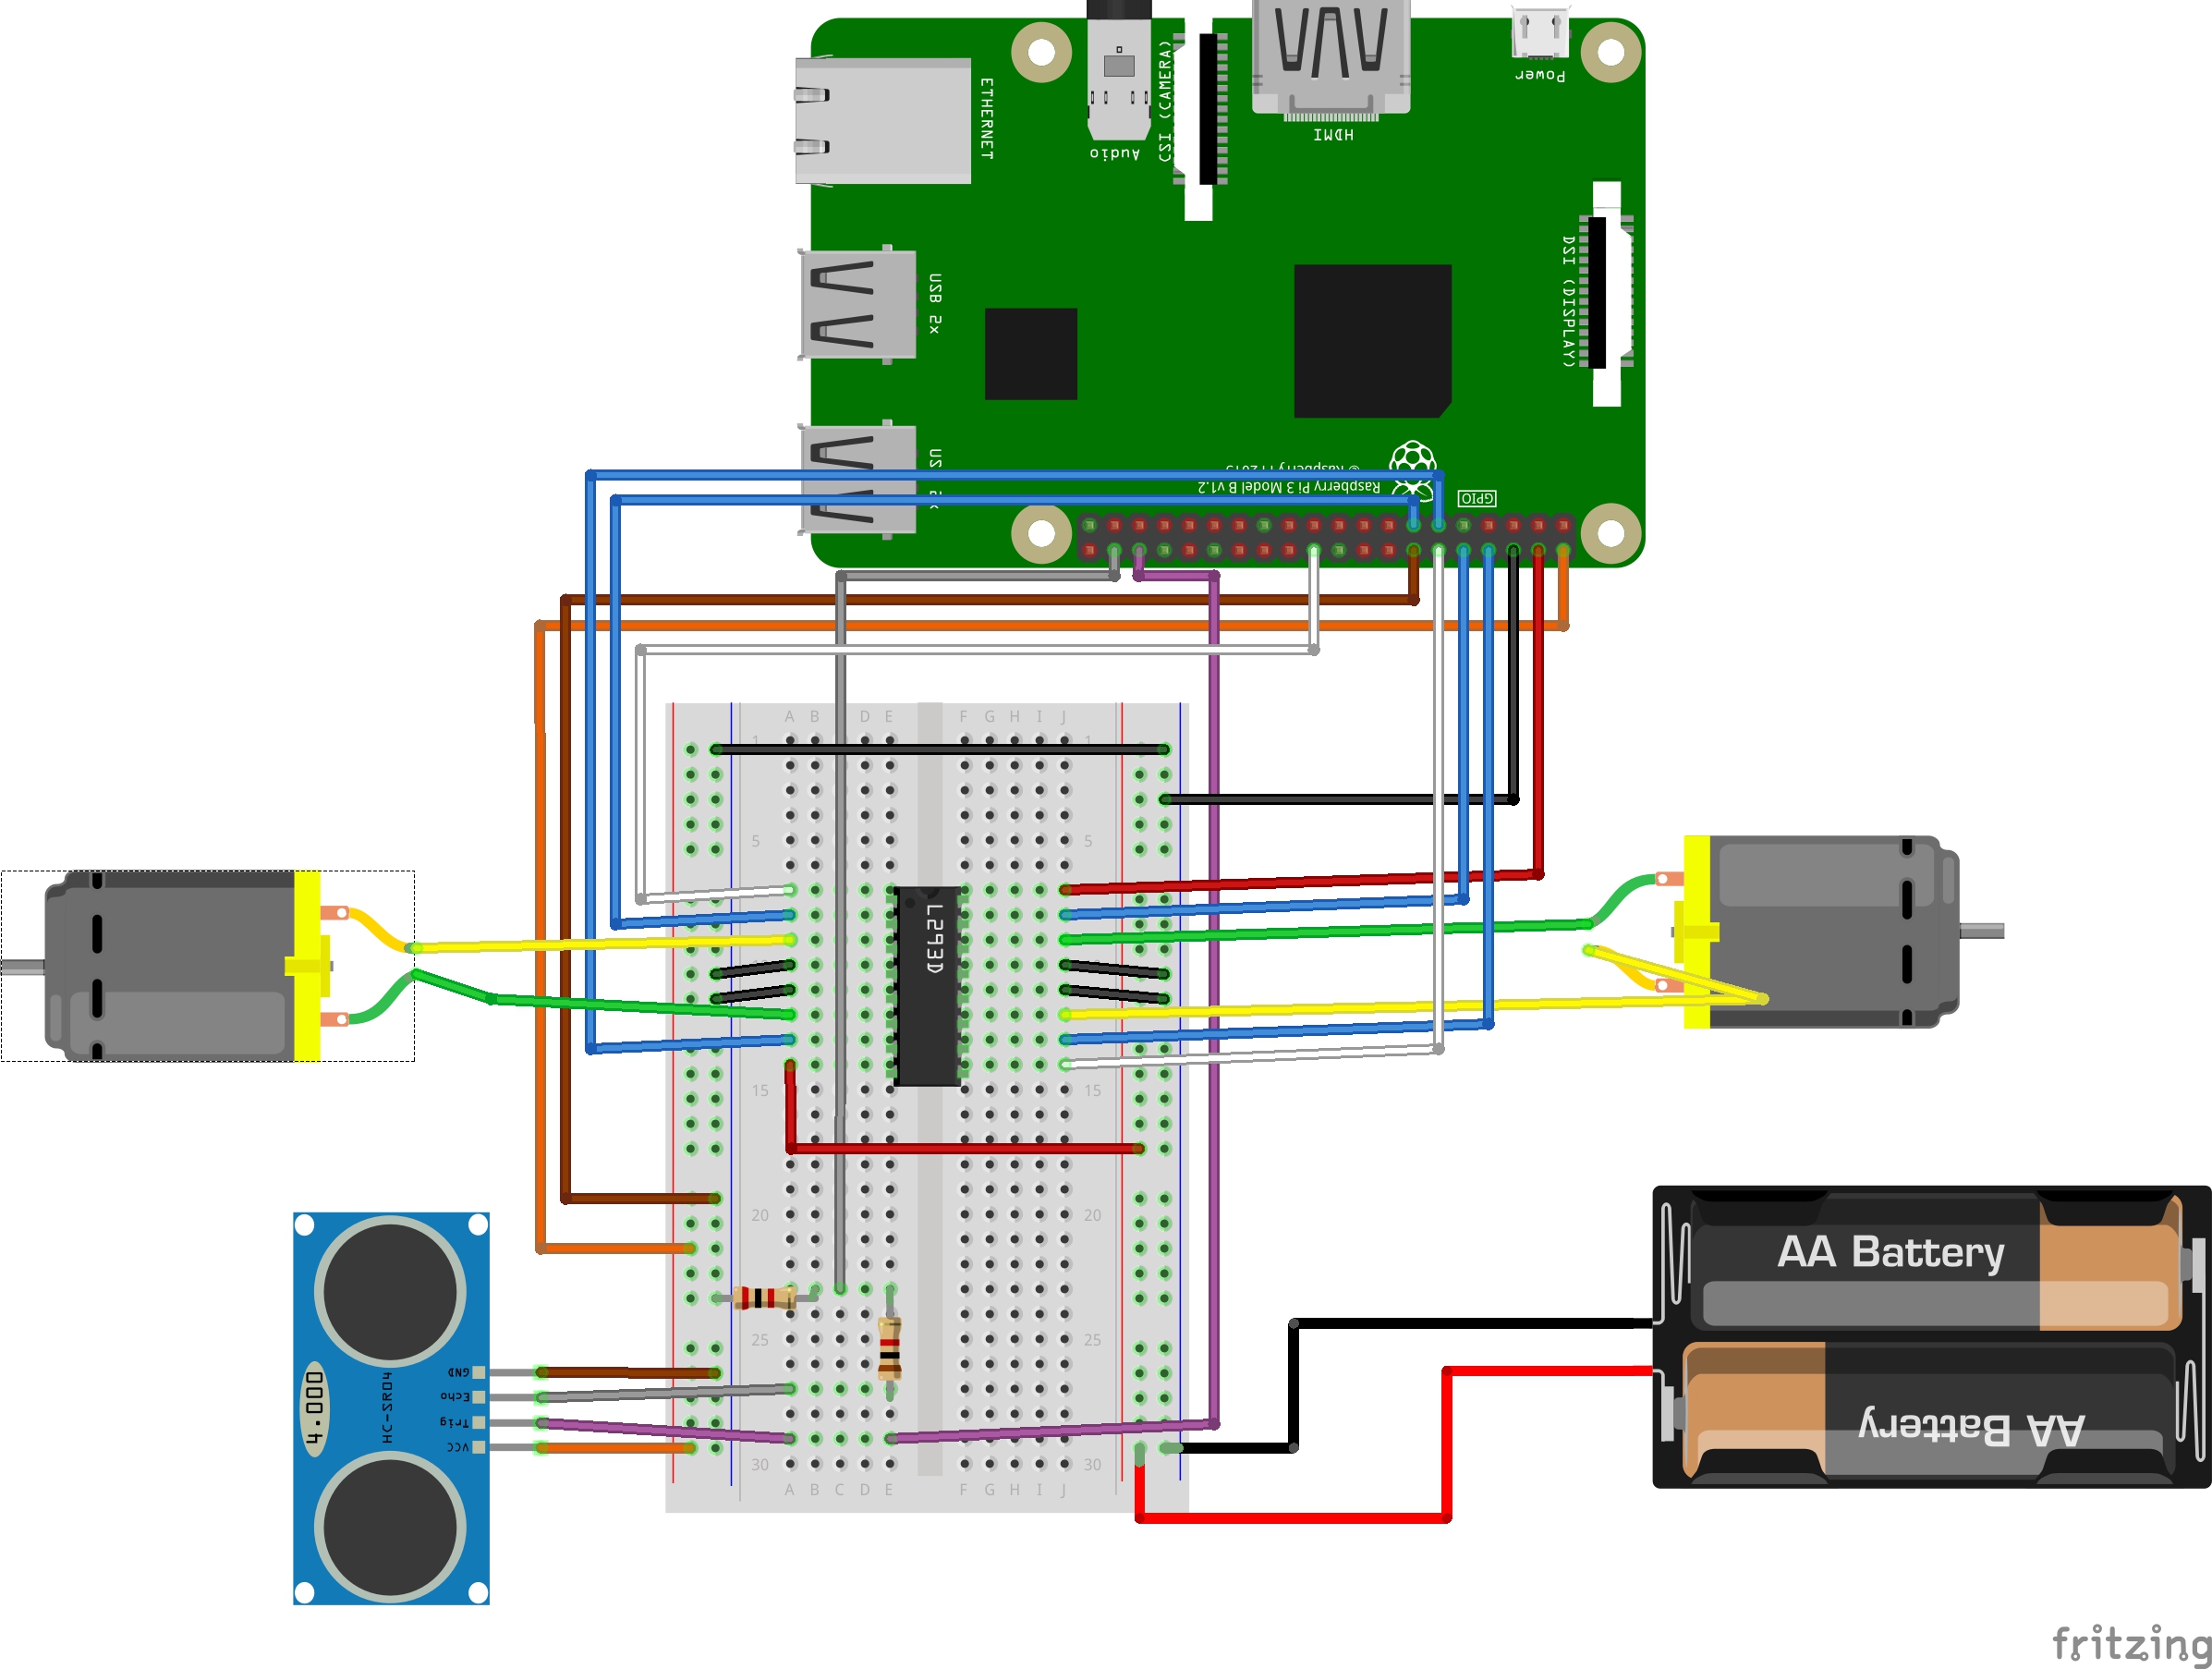 Power
ETHERNET
Audio
CSI (CAMERA)
HDMI
DSI (DISPLAY)
USB 2x
© Raspberry Pi 2015
Raspberry Pi 3 Model B v1.2
GPIO
A B D E F G H I J
1 1
5 5
L293D
15 15
20 20
25 25
30 30
A B C D E F G H I J
4.000
HC-SR04
GND
Echo
Trig
VCC
AA Battery
AA Battery
fritzing